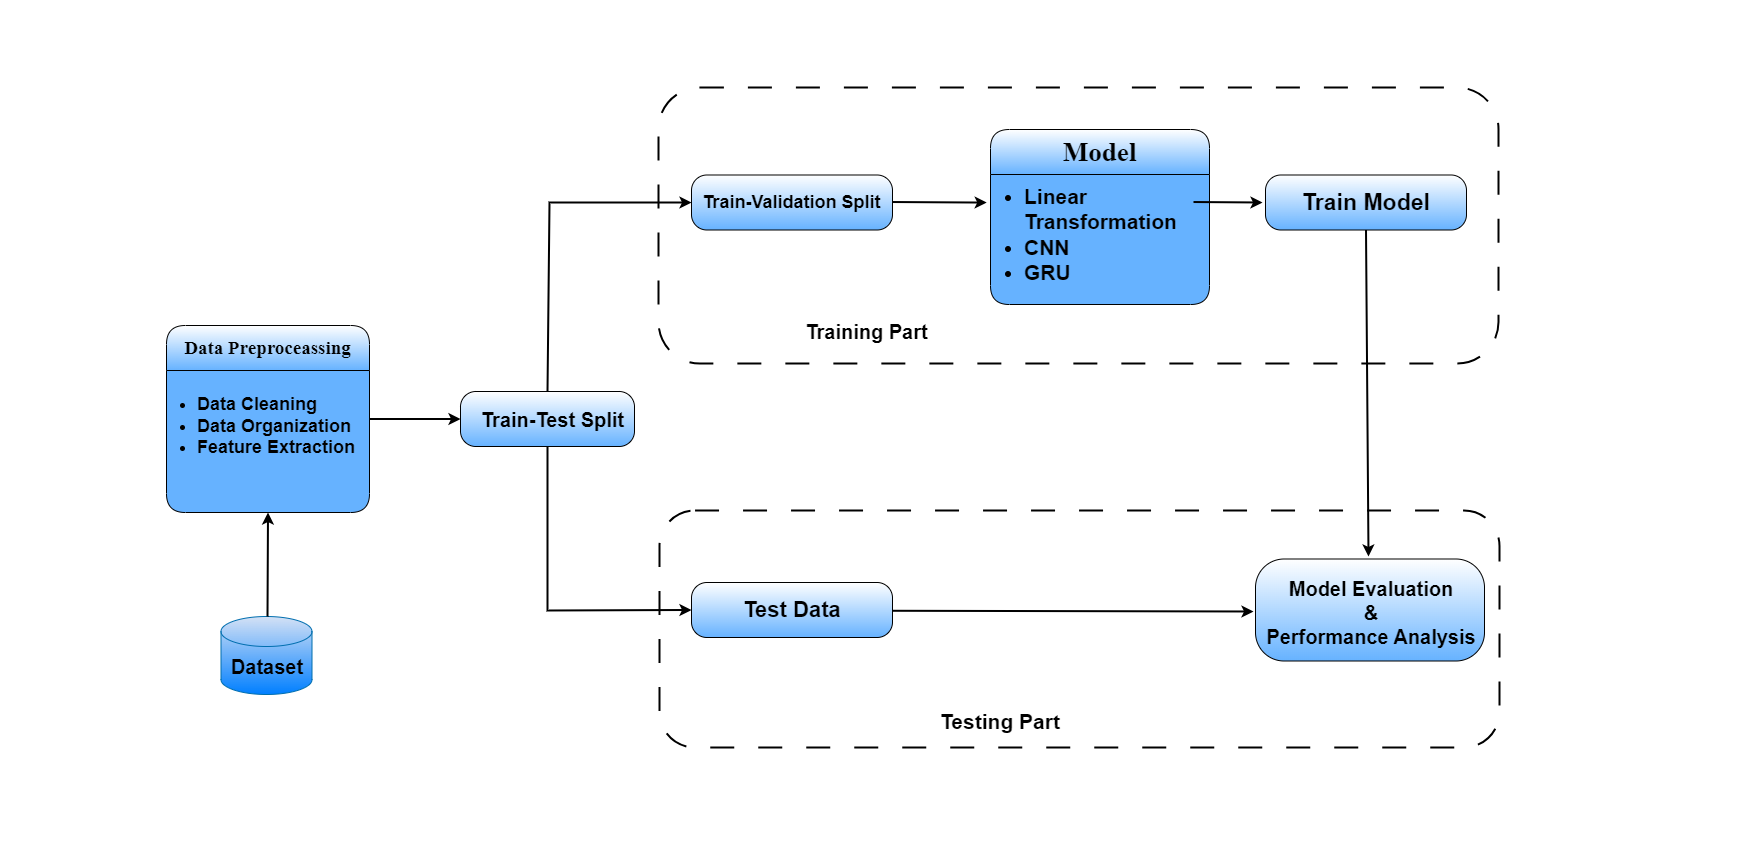 Model
Train-Validation Split
• Linear
Transformation
• CNN
• GRU
Train Model
Training Part
Data Preproceassing
• Data Cleaning
• Data Organization
• Feature Extraction
Train-Test Split
Dataset
Test Data
Model Evaluation
&
Performance Analysis
Testing Part